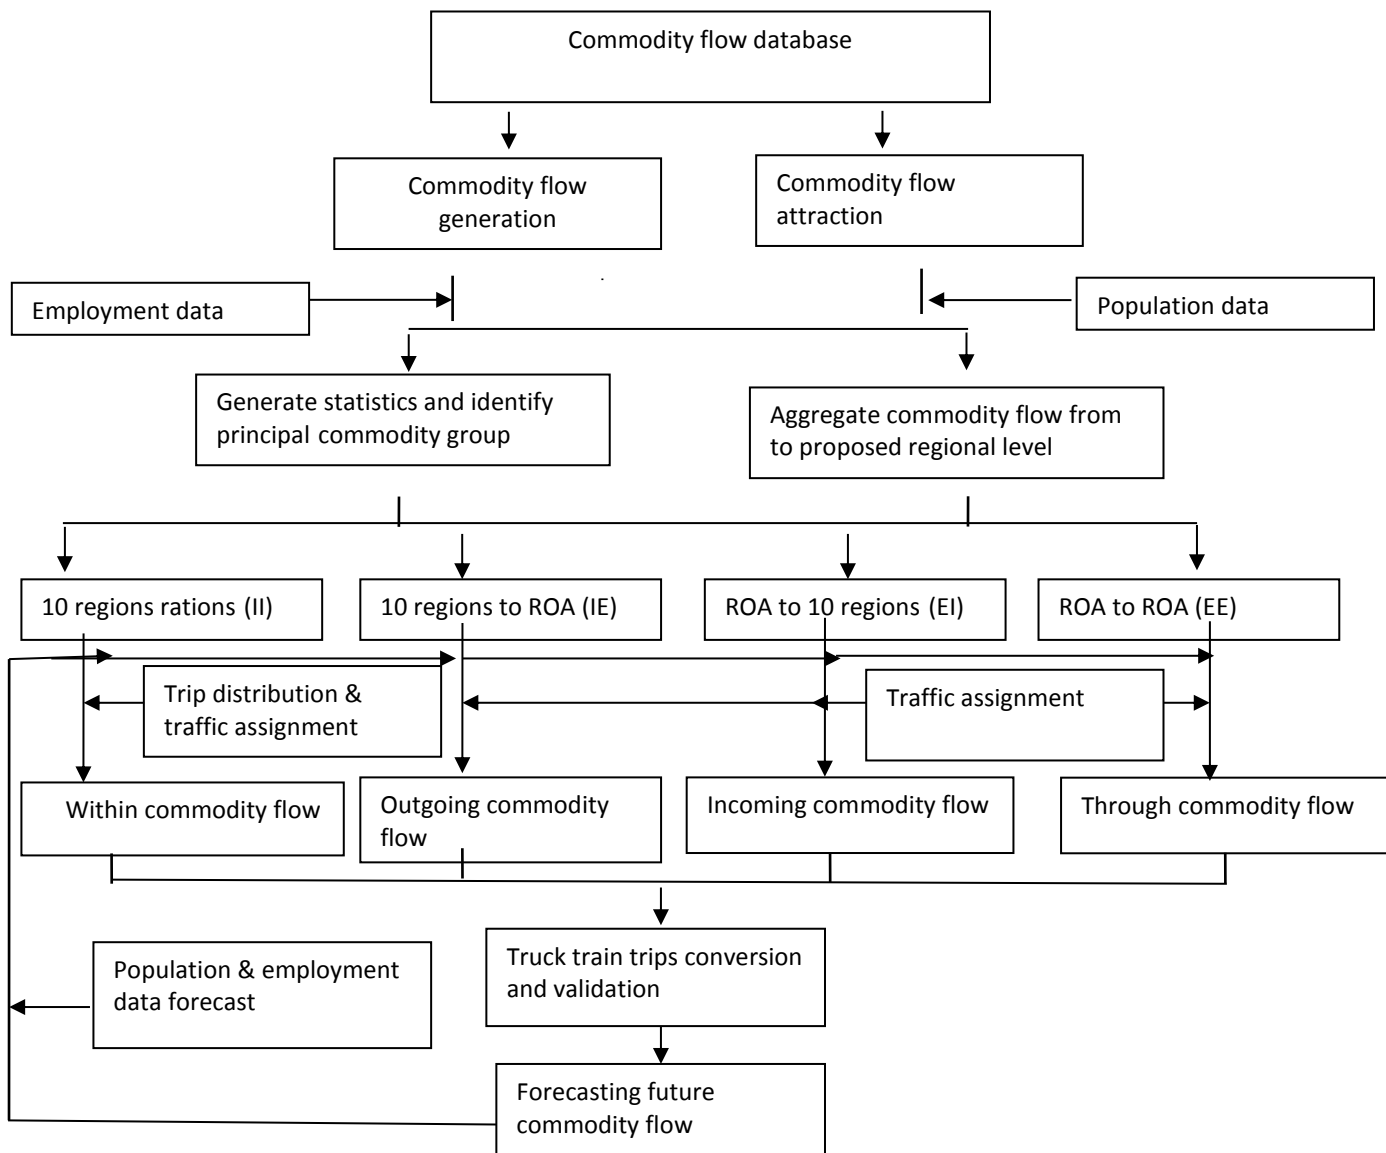 Commodity flow database
Commodity flow
generation
Commodity flow
attraction
Employment data
Population data
Generate statistics and identify
principal commodity group
Aggregate commodity flow from
to proposed regional level
10 regions rations (II)
10 regions to ROA (IE)
ROA to 10 regions (EI)
ROA to ROA (EE)
Trip distribution &
traffic assignment
Traffic assignment
Within commodity flow
Outgoing commodity
flow
Incoming commodity flow
Through commodity flow
Population & employment
data forecast
Truck train trips conversion
and validation
Forecasting future
commodity flow